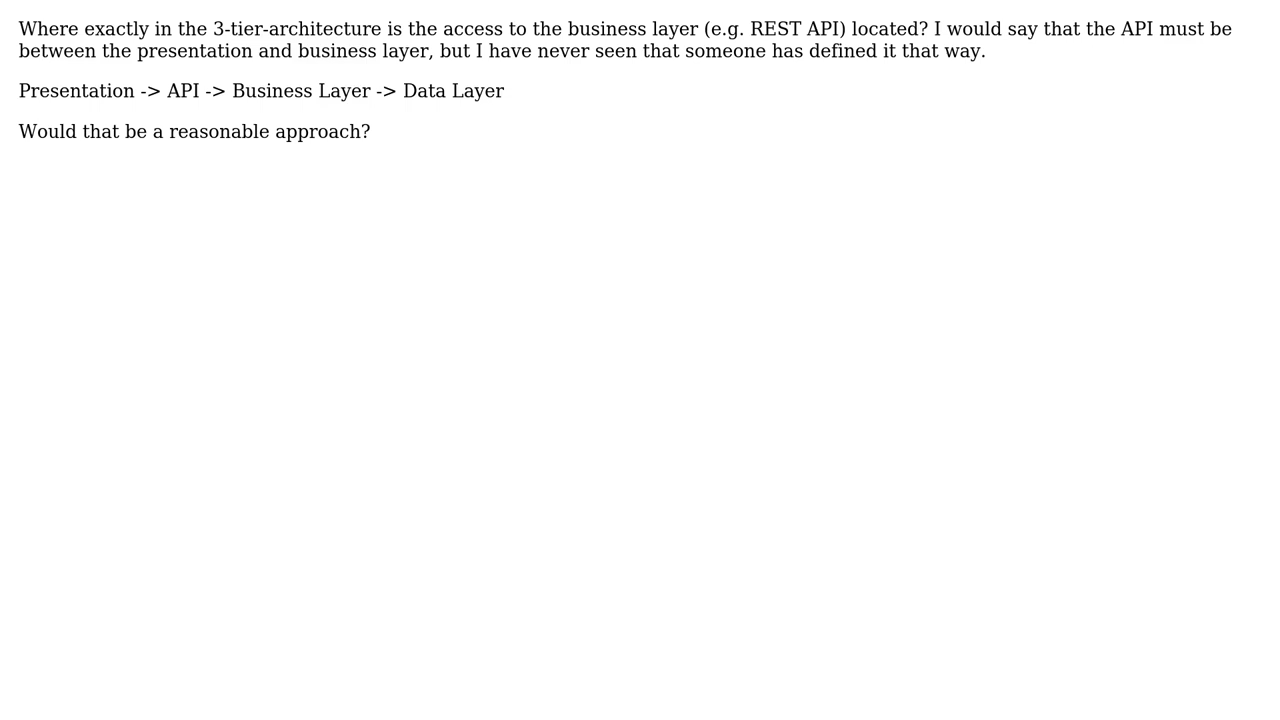 Where exactly in the 3-tier-architecture is the access to the business layer (e.g. REST API) located? I would say that the API must be
between the presentation and business layer, but I have never seen that someone has defined it that way.
Presentation -> API -> Business Layer -> Data Layer
Would that be a reasonable approach?